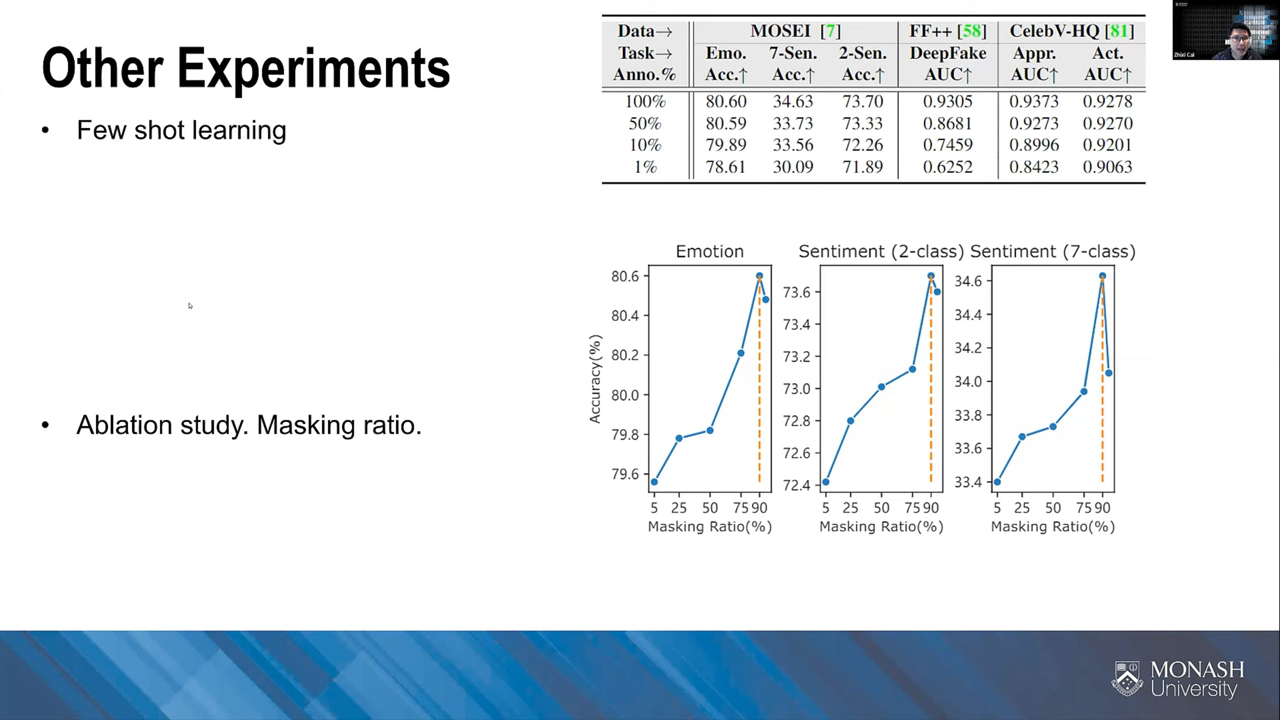 Other Experiments
• Few shot learning
Data→ MOSEI [7] FF++ [58] CelebV-HQ [81]
Task→ Emo. 7-Sen. 2-Sen. DeepFake Appr. Act.
Anno.% Acc.↑ Acc.↑ Acc.↑ AUC↑ AUC↑ AUC↑
100% 80.60 34.63 73.70 0.9305 0.9373 0.9278
50% 80.59 33.73 73.33 0.8681 0.9273 0.9270
10% 79.89 33.56 72.26 0.7459 0.8996 0.9201
1% 78.61 30.09 71.89 0.6252 0.8423 0.9063
Zhixi Cai
• Ablation study. Masking ratio.
Emotion
Accuracy(%)
80.6
80.4
80.2
80.0
79.8
79.6
5 25 50 75 90
Masking Ratio(%)
Sentiment (2-class)
73.6
73.4
73.2
73.0
72.8
72.6
72.4
5 25 50 75 90
Masking Ratio(%)
Sentiment (7-class)
34.6
34.4
34.2
34.0
33.8
33.6
33.4
5 25 50 75 90
Masking Ratio(%)
MONASH
University